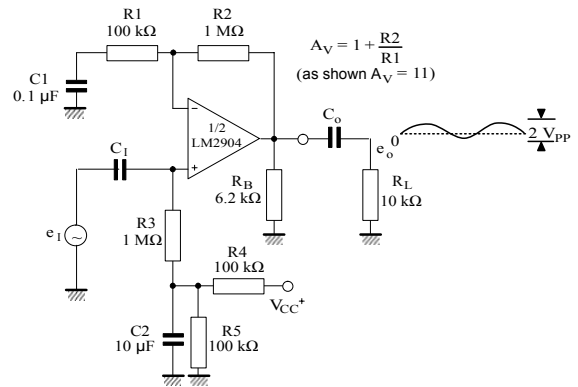 R1
100 kΩ
R2
1 MΩ
A_V = 1 + R2/R1
(as shown A_V = 11)
C1
0.1 µF
1/2
LM2904
C_o
0
2 V_PP
e_o
C_I
R_B
6.2 kΩ
R_L
10 kΩ
R3
1 MΩ
e_I
~
R4
100 kΩ
V_CC+
C2
10 µF
R5
100 kΩ